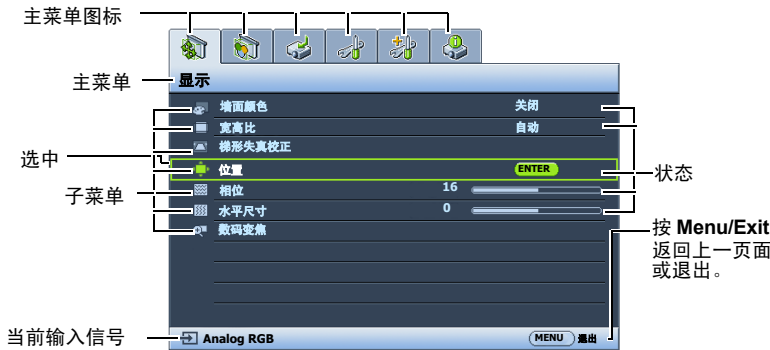 主菜单图标
主菜单
显示
墙面颜色 关闭
宽高比 自动
梯形失真校正
选中
位置 ENTER
状态
子菜单
相位 16
水平尺寸 0
数码变焦
按 Menu/Exit
返回上一页面
或退出。
当前输入信号
Analog RGB
MENU 退出